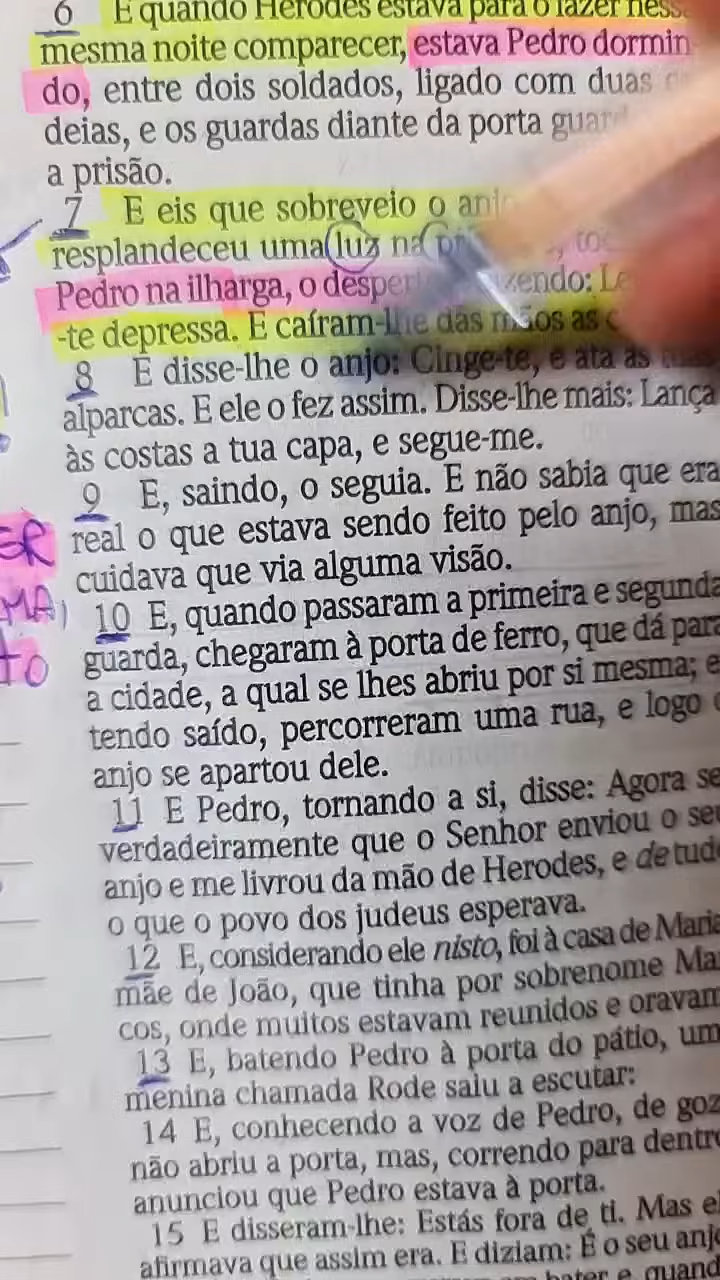 6 E quando Herodes estava para o fazer
mesma noite comparecer, estava Pedro dormin
do, entre dois soldados, ligado com duas
deias, e os guardas diante da porta
a prisão.
7 E eis que sobreveio o
resplandeceu uma luz na
Pedro na ilharga, o
-te depressa. E caíram-lhe das mãos as
8 E disse-lhe o anjo: Cinge-te, e ata as
alparcas. E ele o fez assim. Disse-lhe mais: Lança
às costas a tua capa, e segue-me.
9 E, saindo, o seguia. E não sabia que era
ER real o que estava sendo feito pelo anjo, mas
cuidava que via alguma visão.
MA 10 E, quando passaram a primeira e segunda
TO guarda, chegaram à porta de ferro, que dá para
a cidade, a qual se lhes abriu por si mesma; e
tendo saído, percorreram uma rua, e logo
anjo se apartou dele.
11 E Pedro, tornando a si, disse: Agora se
verdadeiramente que o Senhor enviou o seu
anjo e me livrou da mão de Herodes, e de tudo
o que o povo dos judeus esperava.
12 E, considerando ele nisto, foi à casa de Maria
mãe de João, que tinha por sobrenome Mar
cos, onde muitos estavam reunidos e oravam
13 E, batendo Pedro à porta do pátio, um
menina chamada Rode saiu a escutar:
14 E, conhecendo a voz de Pedro, de goz
não abriu a porta, mas, correndo para dentr
anunciou que Pedro estava à porta.
15 E disseram-lhe: Estás fora de ti. Mas e
afirmava que assim era. E diziam: É o seu anj
bater e, quand